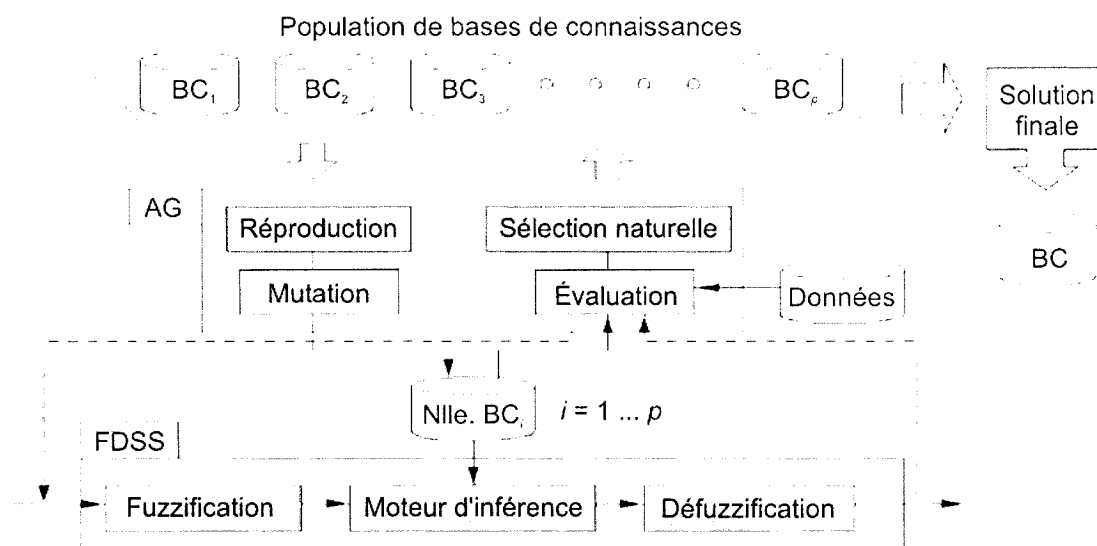 Population de bases de connaissances
BC1 BC2 BC3 BCp
Solution
finale
AG
Réproduction Sélection naturelle
BC
Mutation Évaluation Données
Nlle. BCi i = 1 ... p
FDSS
Fuzzification Moteur d'inférence Défuzzification